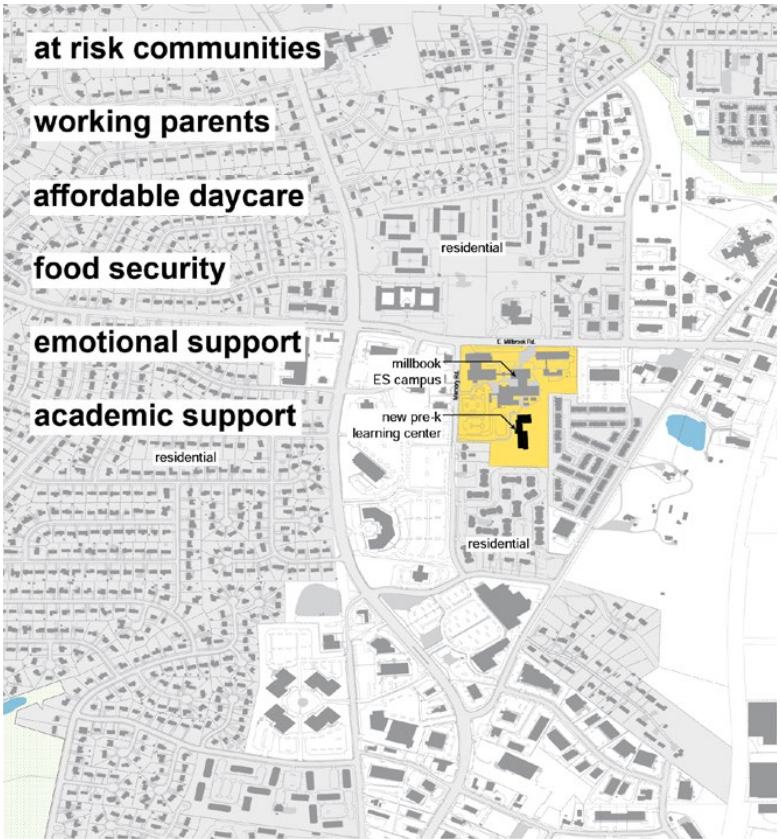 at risk communities
working parents
affordable daycare
food security
emotional support
academic support
residential
residential
E. Millbrook Rd.
millbook
ES campus
new pre-k
learning center
residential